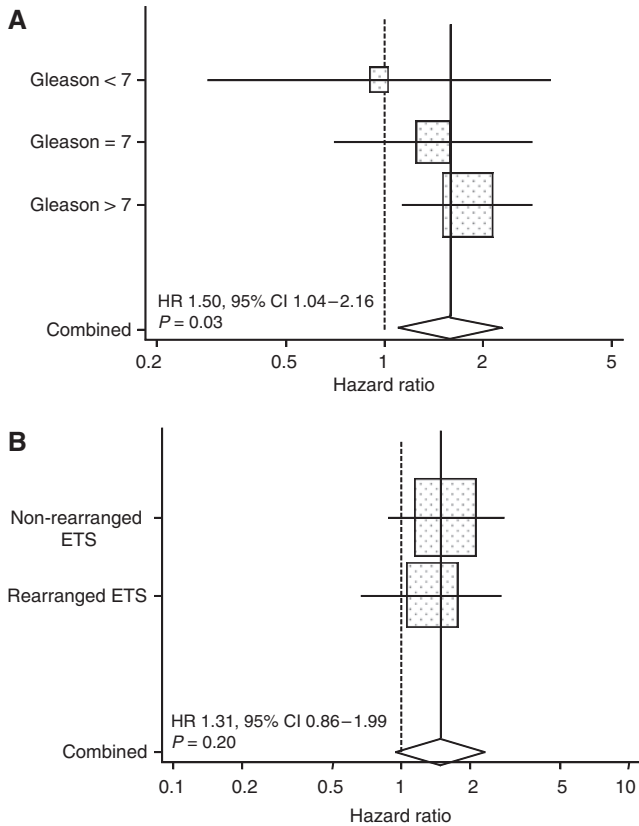 A
Gleason < 7
Gleason = 7
Gleason > 7
HR 1.50, 95% CI 1.04–2.16
P = 0.03
Combined
0.2 0.5 1 2 5
Hazard ratio
B
Non-rearranged
ETS
Rearranged ETS
HR 1.31, 95% CI 0.86–1.99
P = 0.20
Combined
0.1 0.2 0.5 1 2 5 10
Hazard ratio